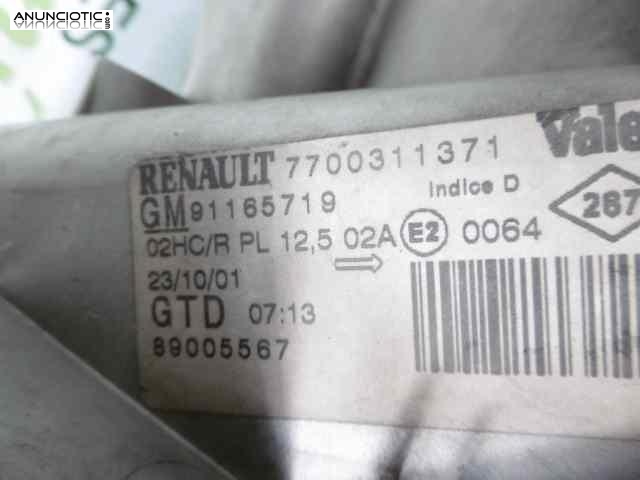 ANUNCIOTIC
RENAULT 7700311371
GM 91165719 Indice D
02HC/R PL 12,5 02A E2 0064 267
23/10/01
GTD 07:13
89005567